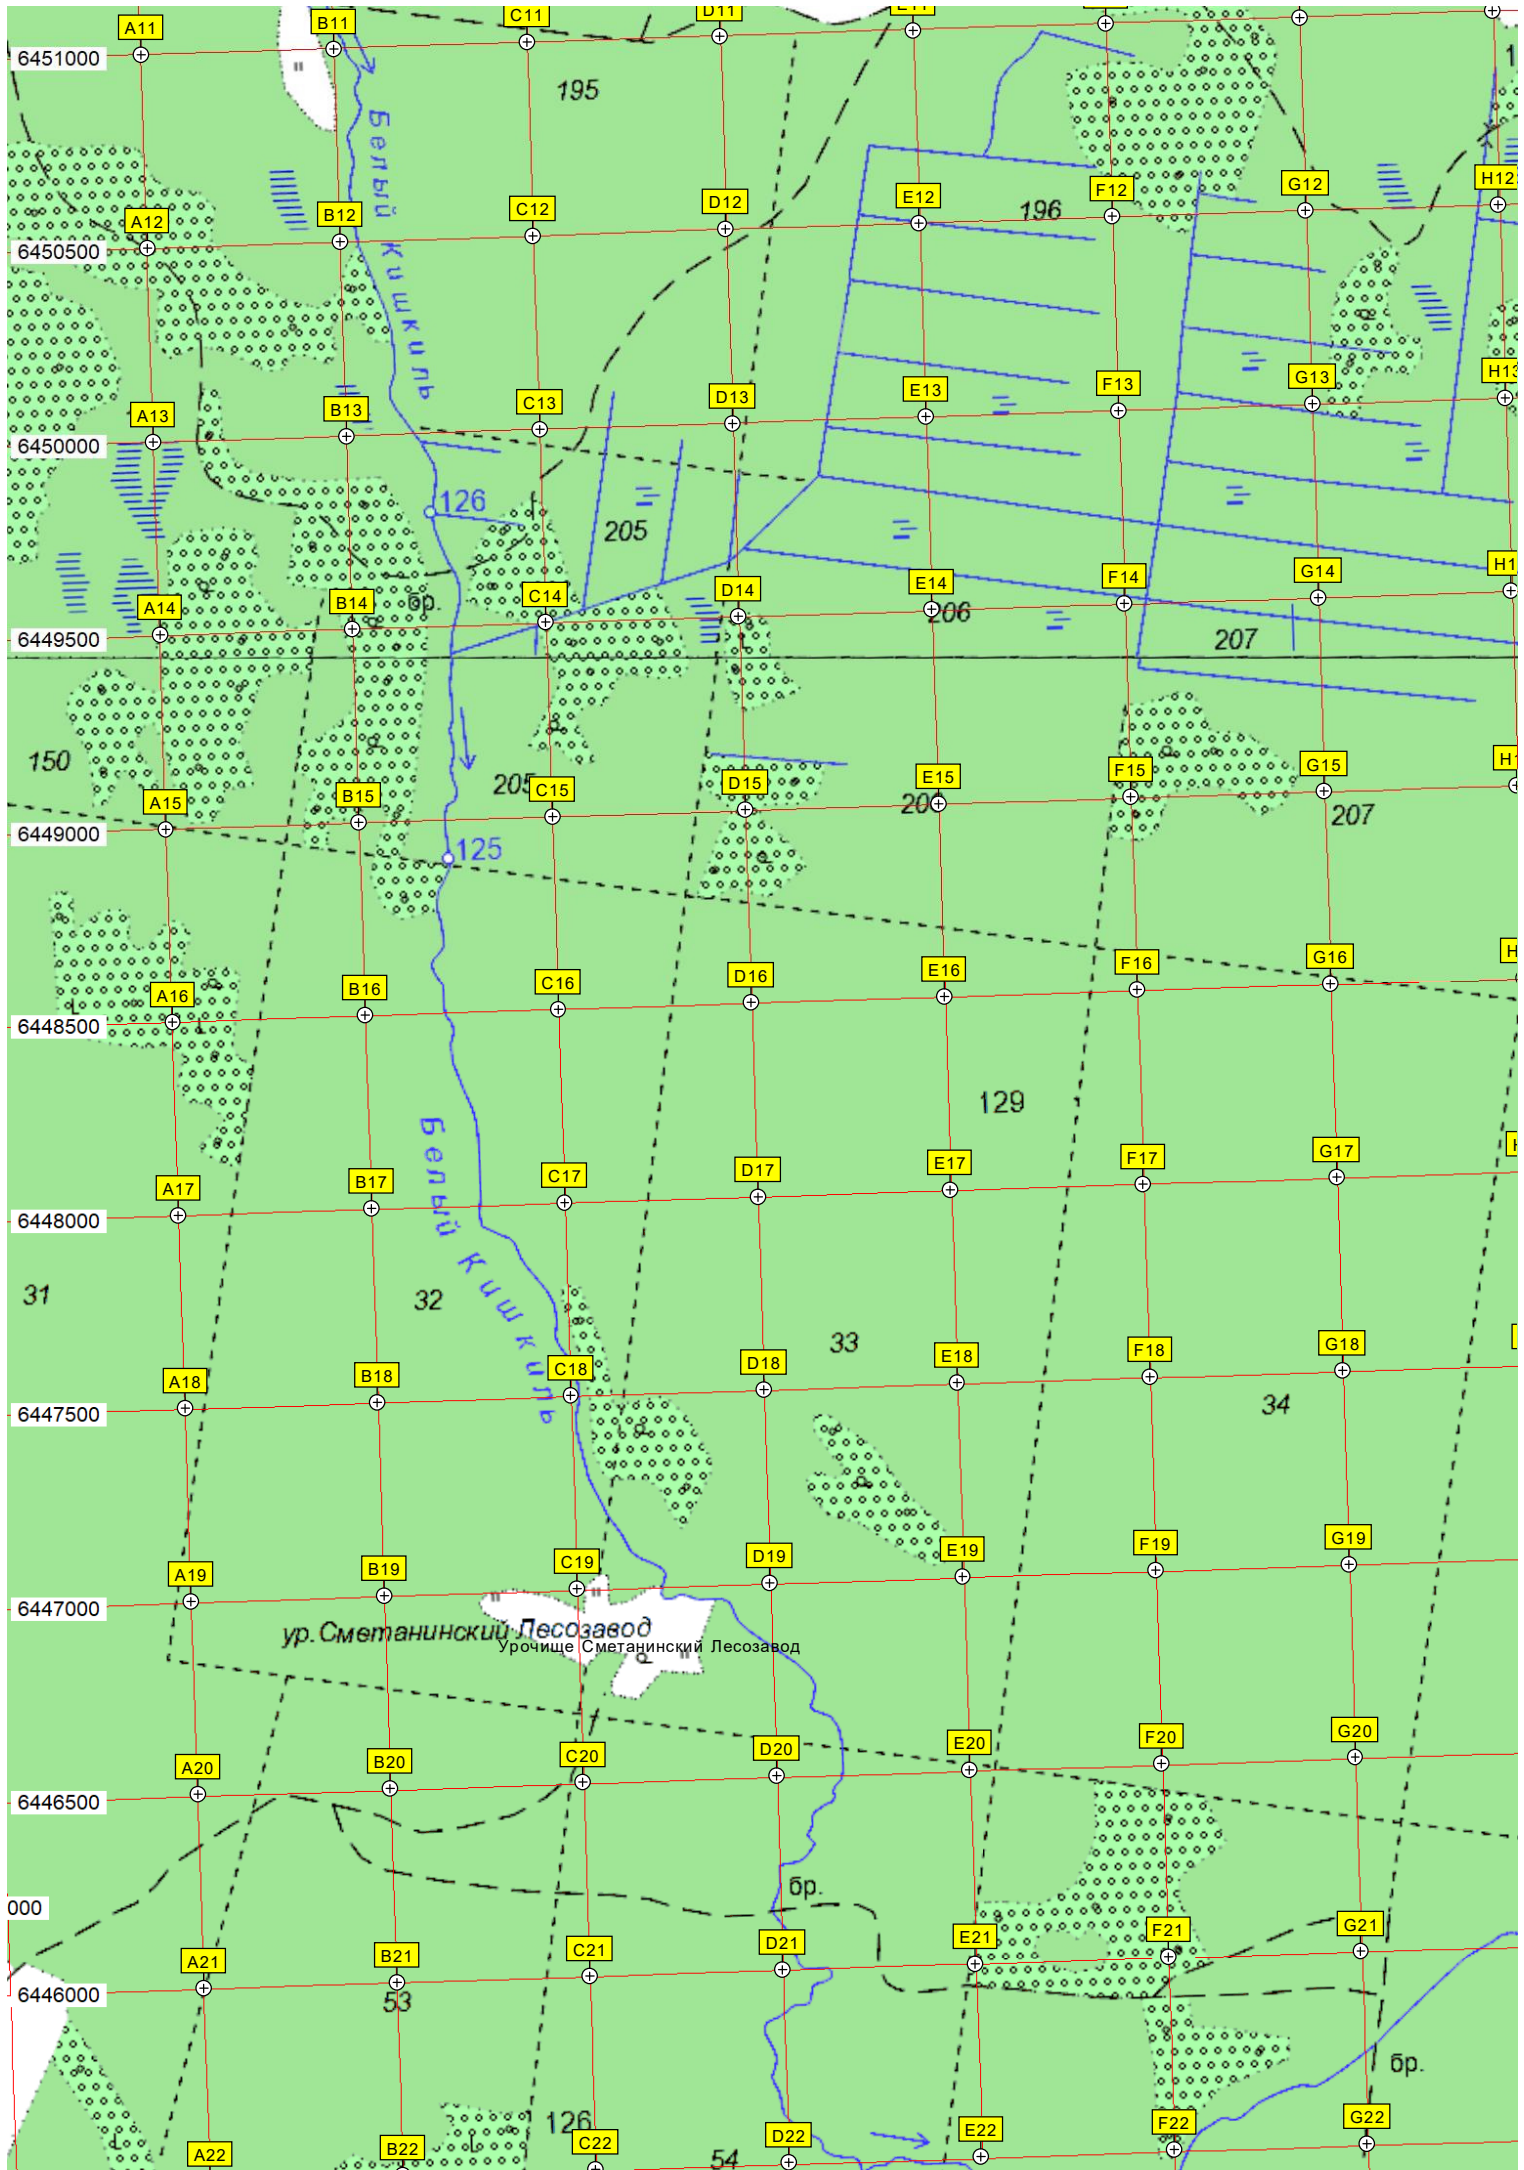 A11 B11 C11 D11 E11
6451000
195
Белый Кишкиль
A12 B12 C12 D12 E12 196 F12 G12 H12
6450500
A13 B13 C13 D13 E13 F13 G13 H13
6450000
126
205
A14 B14 бр. C14 D14 E14 F14 G14
206
207
6449500
150
205
A15 B15 C15 D15 E15 F15 G15
207
6449000
125
A16 B16 C16 D16 E16 F16 G16
6448500
129
Белый Кишкиль
A17 B17 C17 D17 E17 F17 G17
6448000
31
32
33
A18 B18 C18 D18 E18 F18 G18
6447500
34
A19 B19 C19 D19 E19 F19 G19
6447000
ур.Сметанинский Лесозавод
Урочище Сметанинский Лесозавод
A20 B20 C20 D20 E20 F20 G20
6446500
бр.
000
A21 B21 C21 D21 E21 F21 G21
6446000
53
бр.
126
A22 B22 C22 D22 E22 F22 G22
54